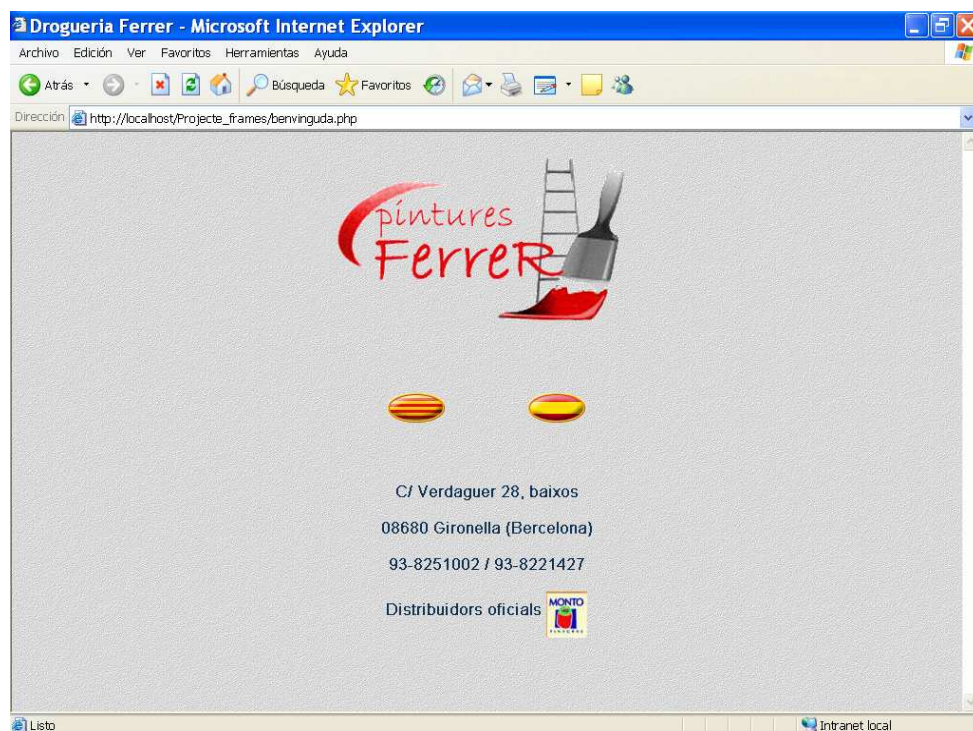 Drogueria Ferrer - Microsoft Internet Explorer
Archivo Edición Ver Favoritos Herramientas Ayuda
Atrás Búsqueda Favoritos
Dirección http://localhost/Projecte_frames/benvinguda.php
pintures
FerreR
C/ Verdaguer 28, baixos
08680 Gironella (Bercelona)
93-8251002 / 93-8221427
Distribuidors oficials MONTO
Listo Intranet local